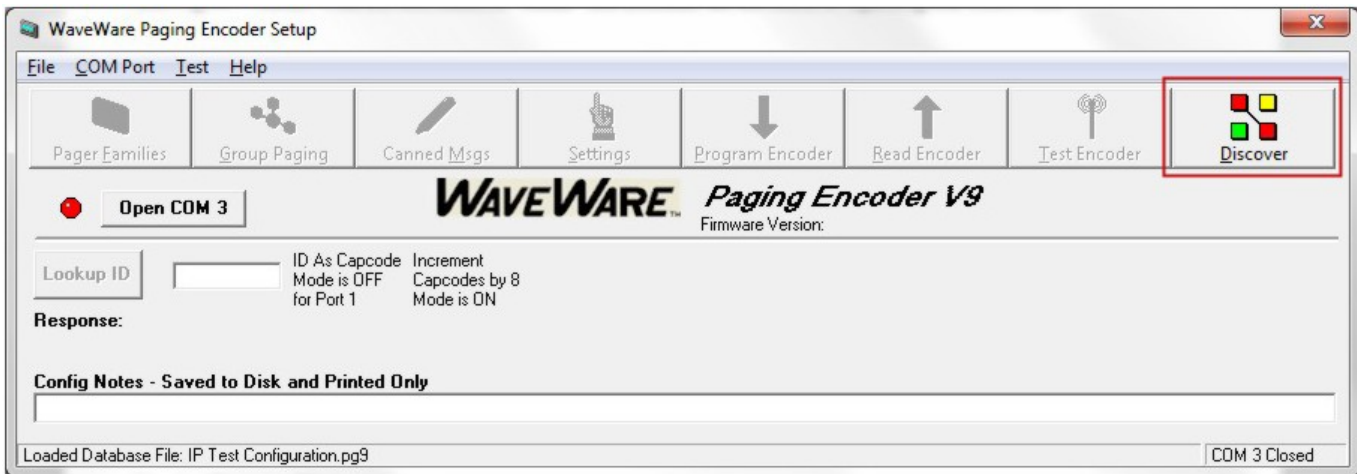 WaveWare Paging Encoder Setup
File COM Port Test Help
Pager Families Group Paging Canned Msgs Settings Program Encoder Read Encoder Test Encoder Discover
Open COM 3
WAVEWARE™ Paging Encoder V9
Firmware Version:
Lookup ID
ID As Capcode
Mode is OFF
for Port 1
Increment
Capcodes by 8
Mode is ON
Response:
Config Notes - Saved to Disk and Printed Only
Loaded Database File: IP Test Configuration.pg9 COM 3 Closed